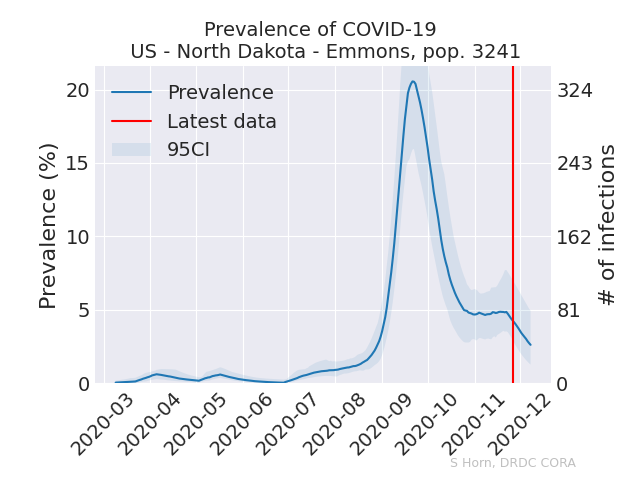 Prevalence of COVID-19
US - North Dakota - Emmons, pop. 3241
Prevalence
Latest data
95CI
Prevalence (%)
20
15
10
5
0
# of infections
324
243
162
81
0
2020-03
2020-04
2020-05
2020-06
2020-07
2020-08
2020-09
2020-10
2020-11
2020-12
S Horn, DRDC CORA